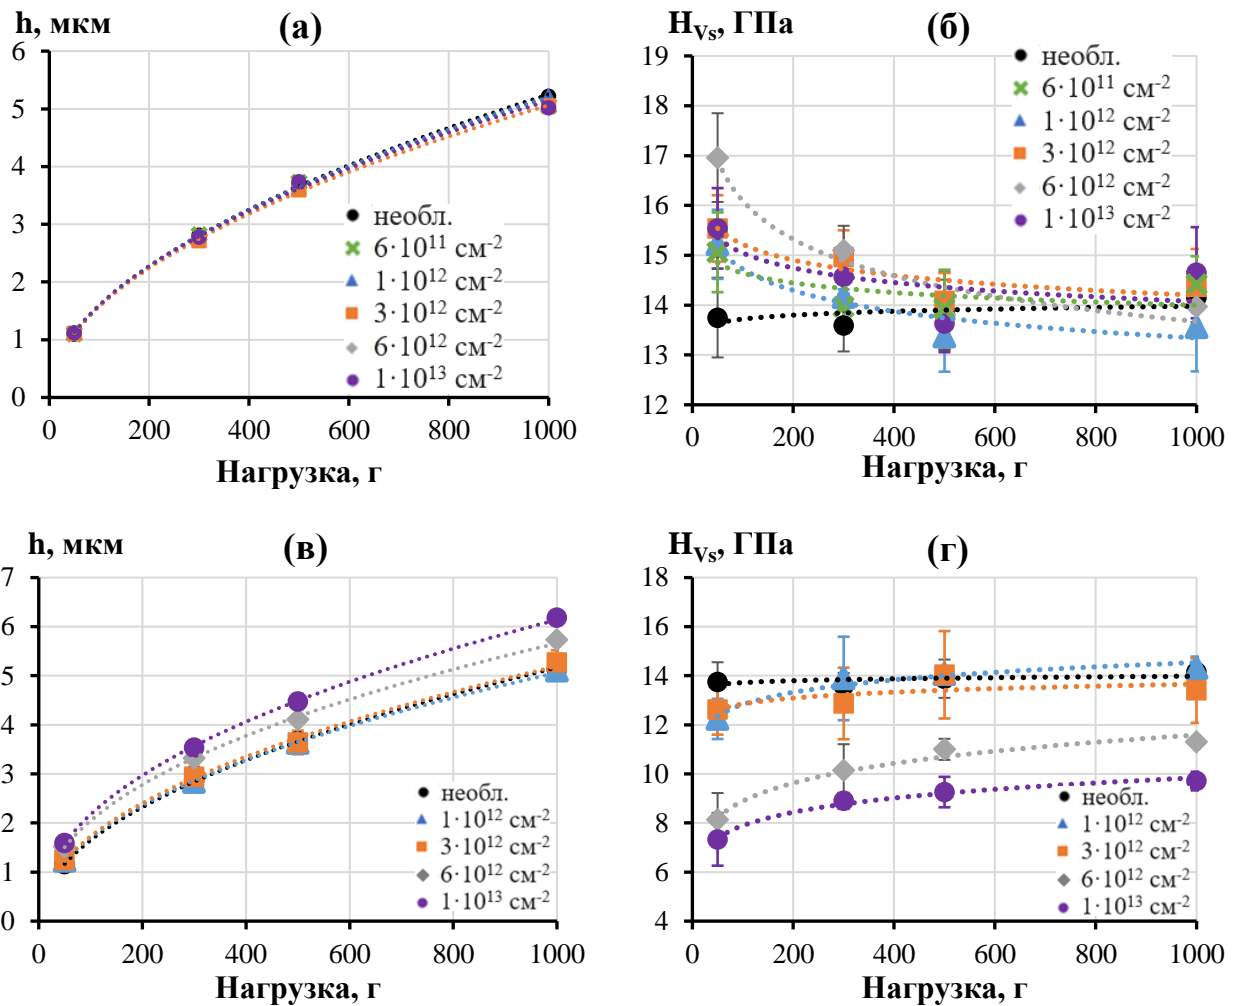 h, мкм
(а)
6
5
4
3
2
1
0
0 200 400 600 800 1000
Нагрузка, г
необл.
6·10¹¹ см⁻²
1·10¹² см⁻²
3·10¹² см⁻²
6·10¹² см⁻²
1·10¹³ см⁻²
H_Vs, ГПа
(б)
19
18
17
16
15
14
13
12
0 200 400 600 800 1000
Нагрузка, г
необл.
6·10¹¹ см⁻²
1·10¹² см⁻²
3·10¹² см⁻²
6·10¹² см⁻²
1·10¹³ см⁻²
h, мкм
(в)
7
6
5
4
3
2
1
0
0 200 400 600 800 1000
Нагрузка, г
необл.
1·10¹² см⁻²
3·10¹² см⁻²
6·10¹² см⁻²
1·10¹³ см⁻²
H_Vs, ГПа
(г)
18
16
14
12
10
8
6
4
0 200 400 600 800 1000
Нагрузка, г
необл.
1·10¹² см⁻²
3·10¹² см⁻²
6·10¹² см⁻²
1·10¹³ см⁻²